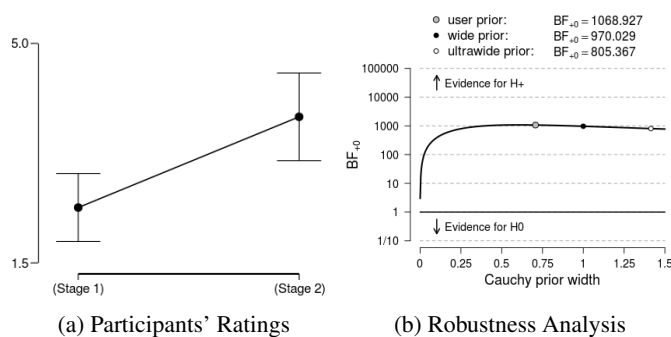 5.0
1.5
(Stage 1)
(Stage 2)
(a) Participants' Ratings
user prior: BF+0 = 1068.927
wide prior: BF+0 = 970.029
ultrawide prior: BF+0 = 805.367
100000
10000
1000
100
10
1
1/10
BF+0
Evidence for H+
Evidence for H0
0 0.25 0.5 0.75 1 1.25 1.5
Cauchy prior width
(b) Robustness Analysis